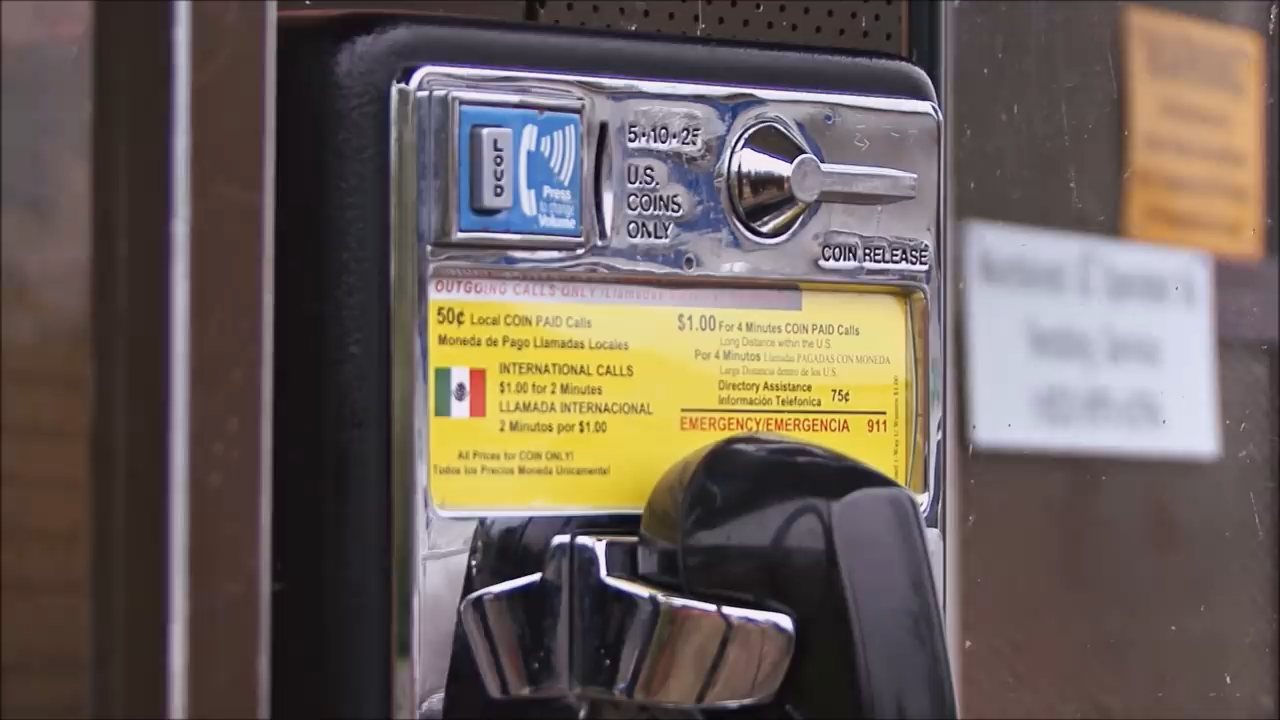 LOUD
Press
to change
Volume
5•10•25
U.S.
COINS
ONLY
COIN RELEASE
OUTGOING CALLS ONLY /Llamadas
50¢ Local COIN PAID Calls
Moneda de Pago Llamadas Locales
INTERNATIONAL CALLS
$1.00 for 2 Minutes
LLAMADA INTERNACIONAL
2 Minutos por $1.00
All Prices for COIN ONLY!
Todos los Precios Moneda Unicamente!
$1.00 For 4 Minutes COIN PAID Calls
Long Distance within the U.S
Por 4 Minutos Llamadas PAGADAS CON MONEDA
Larga Distancia dentro de los U.S.
Directory Assistance
Información Telefonica 75¢
EMERGENCY/EMERGENCIA 911